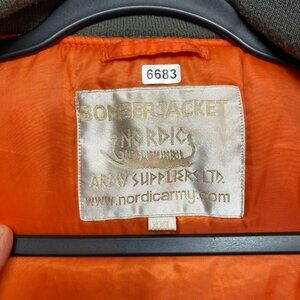 6683
BOMBERJACKET
NORDIC
ARMY SUPPLIERS LTD.
www.nordicarmy.com